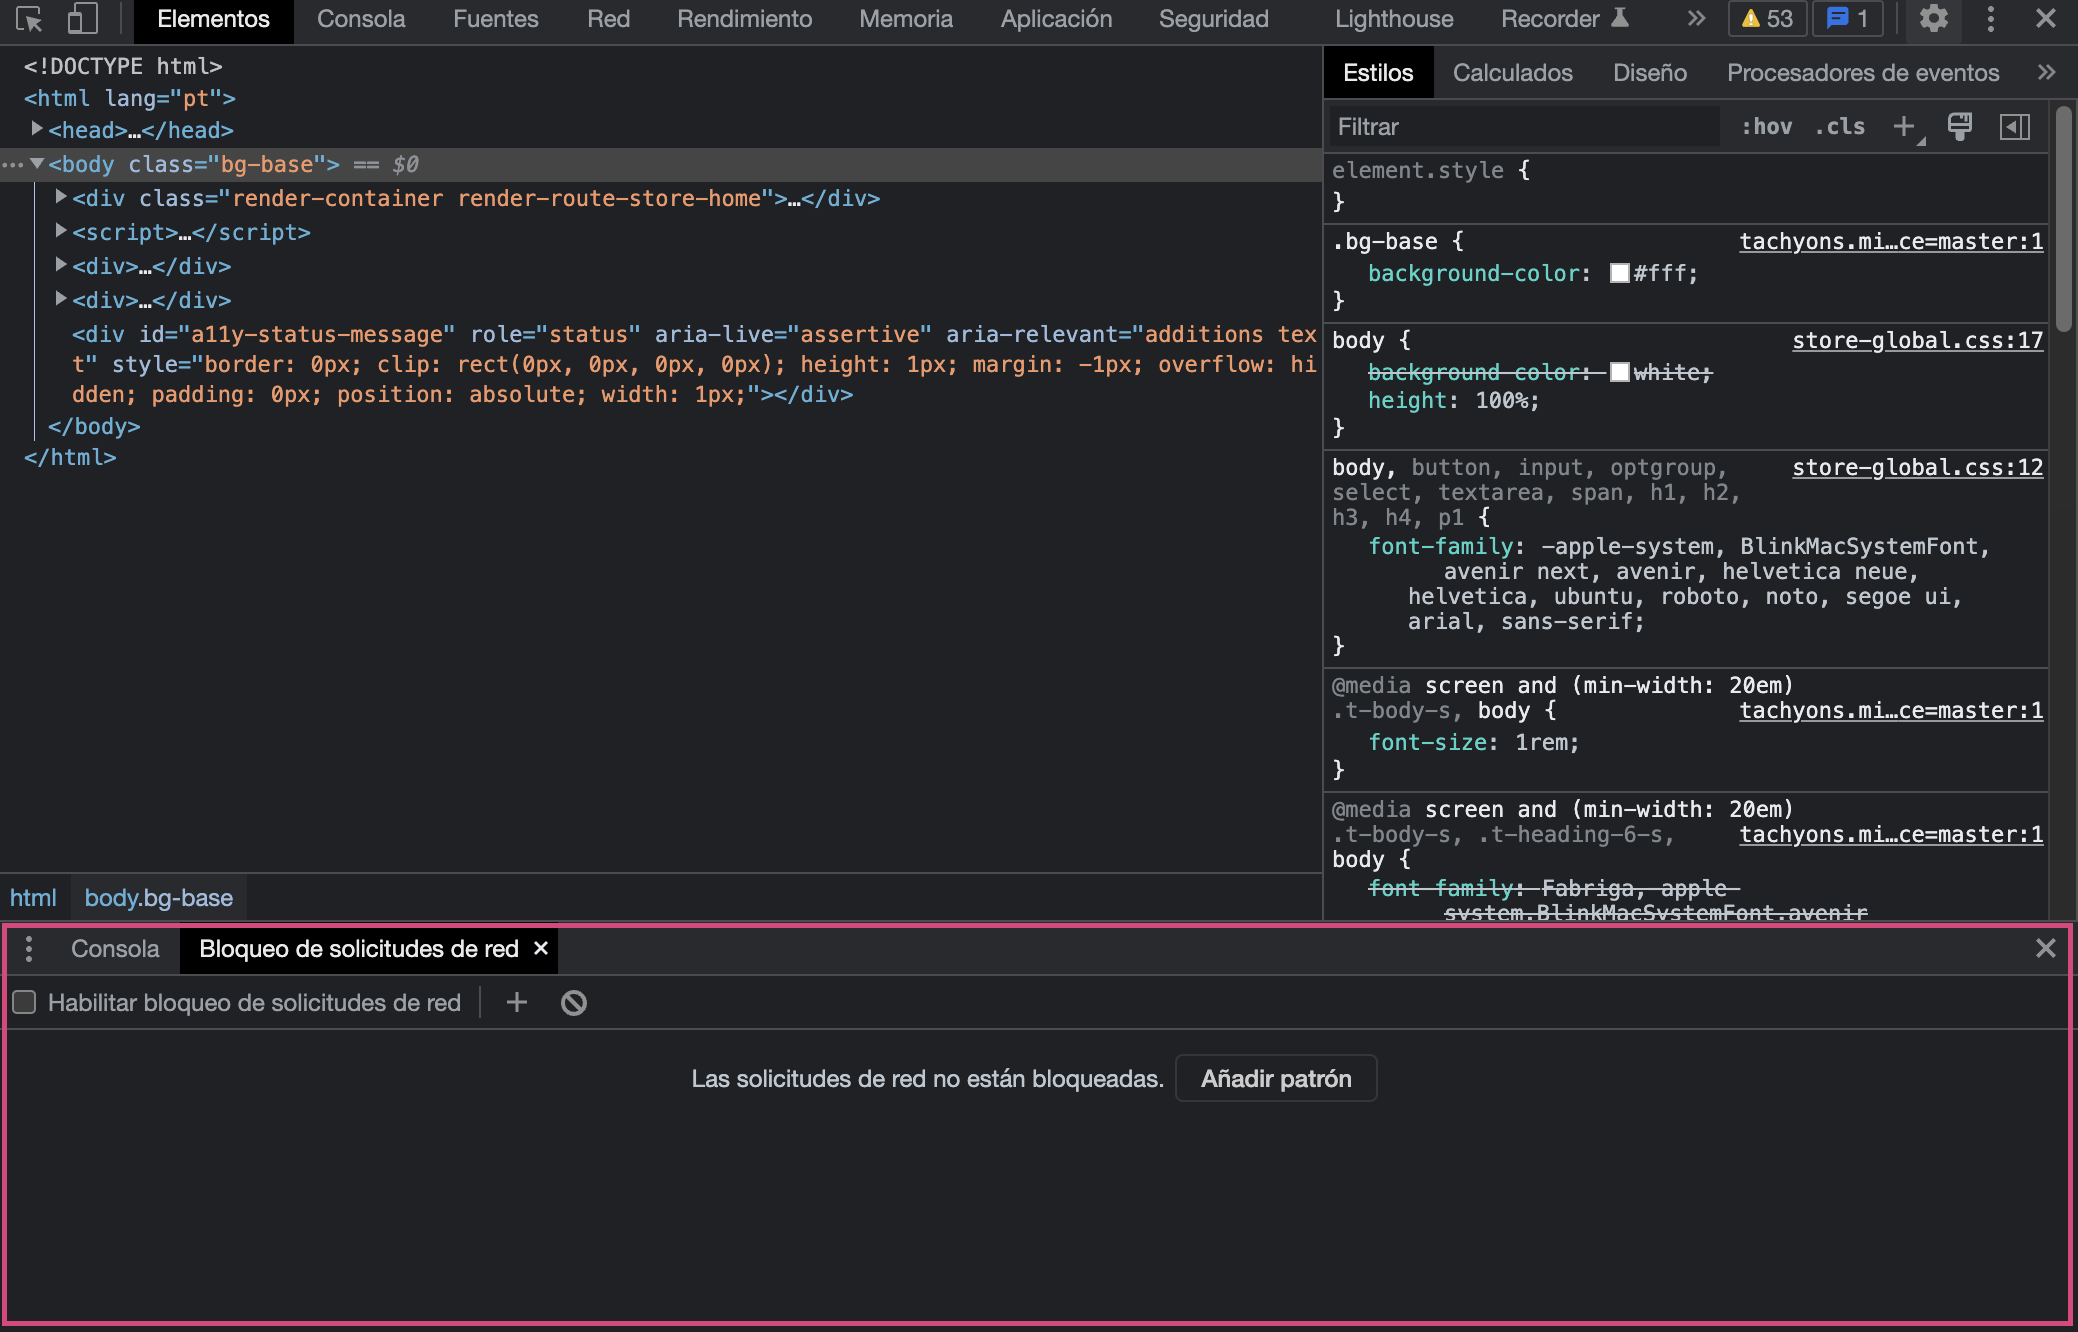 Elementos Consola Fuentes Red Rendimiento Memoria Aplicación Seguridad Lighthouse Recorder 53 1
<!DOCTYPE html>
<html lang="pt">
<head>…</head>
<body class="bg-base"> == $0
<div class="render-container render-route-store-home">…</div>
<script>…</script>
<div>…</div>
<div>…</div>
<div id="a11y-status-message" role="status" aria-live="assertive" aria-relevant="additions tex
t" style="border: 0px; clip: rect(0px, 0px, 0px, 0px); height: 1px; margin: -1px; overflow: hi
dden; padding: 0px; position: absolute; width: 1px;"></div>
</body>
</html>
html body.bg-base
Estilos Calculados Diseño Procesadores de eventos
Filtrar :hov .cls
element.style {
}
.bg-base { tachyons.mi…ce=master:1
background-color: #fff;
}
body { store-global.css:17
background-color: white;
height: 100%;
}
body, button, input, optgroup, store-global.css:12
select, textarea, span, h1, h2,
h3, h4, p1 {
font-family: -apple-system, BlinkMacSystemFont,
avenir next, avenir, helvetica neue,
helvetica, ubuntu, roboto, noto, segoe ui,
arial, sans-serif;
}
@media screen and (min-width: 20em)
.t-body-s, body { tachyons.mi…ce=master:1
font-size: 1rem;
}
@media screen and (min-width: 20em)
.t-body-s, .t-heading-6-s, tachyons.mi…ce=master:1
body {
font-family: Fabriga, apple-
system,BlinkMacSystemFont,avenir
Consola Bloqueo de solicitudes de red
Habilitar bloqueo de solicitudes de red
Las solicitudes de red no están bloqueadas. Añadir patrón